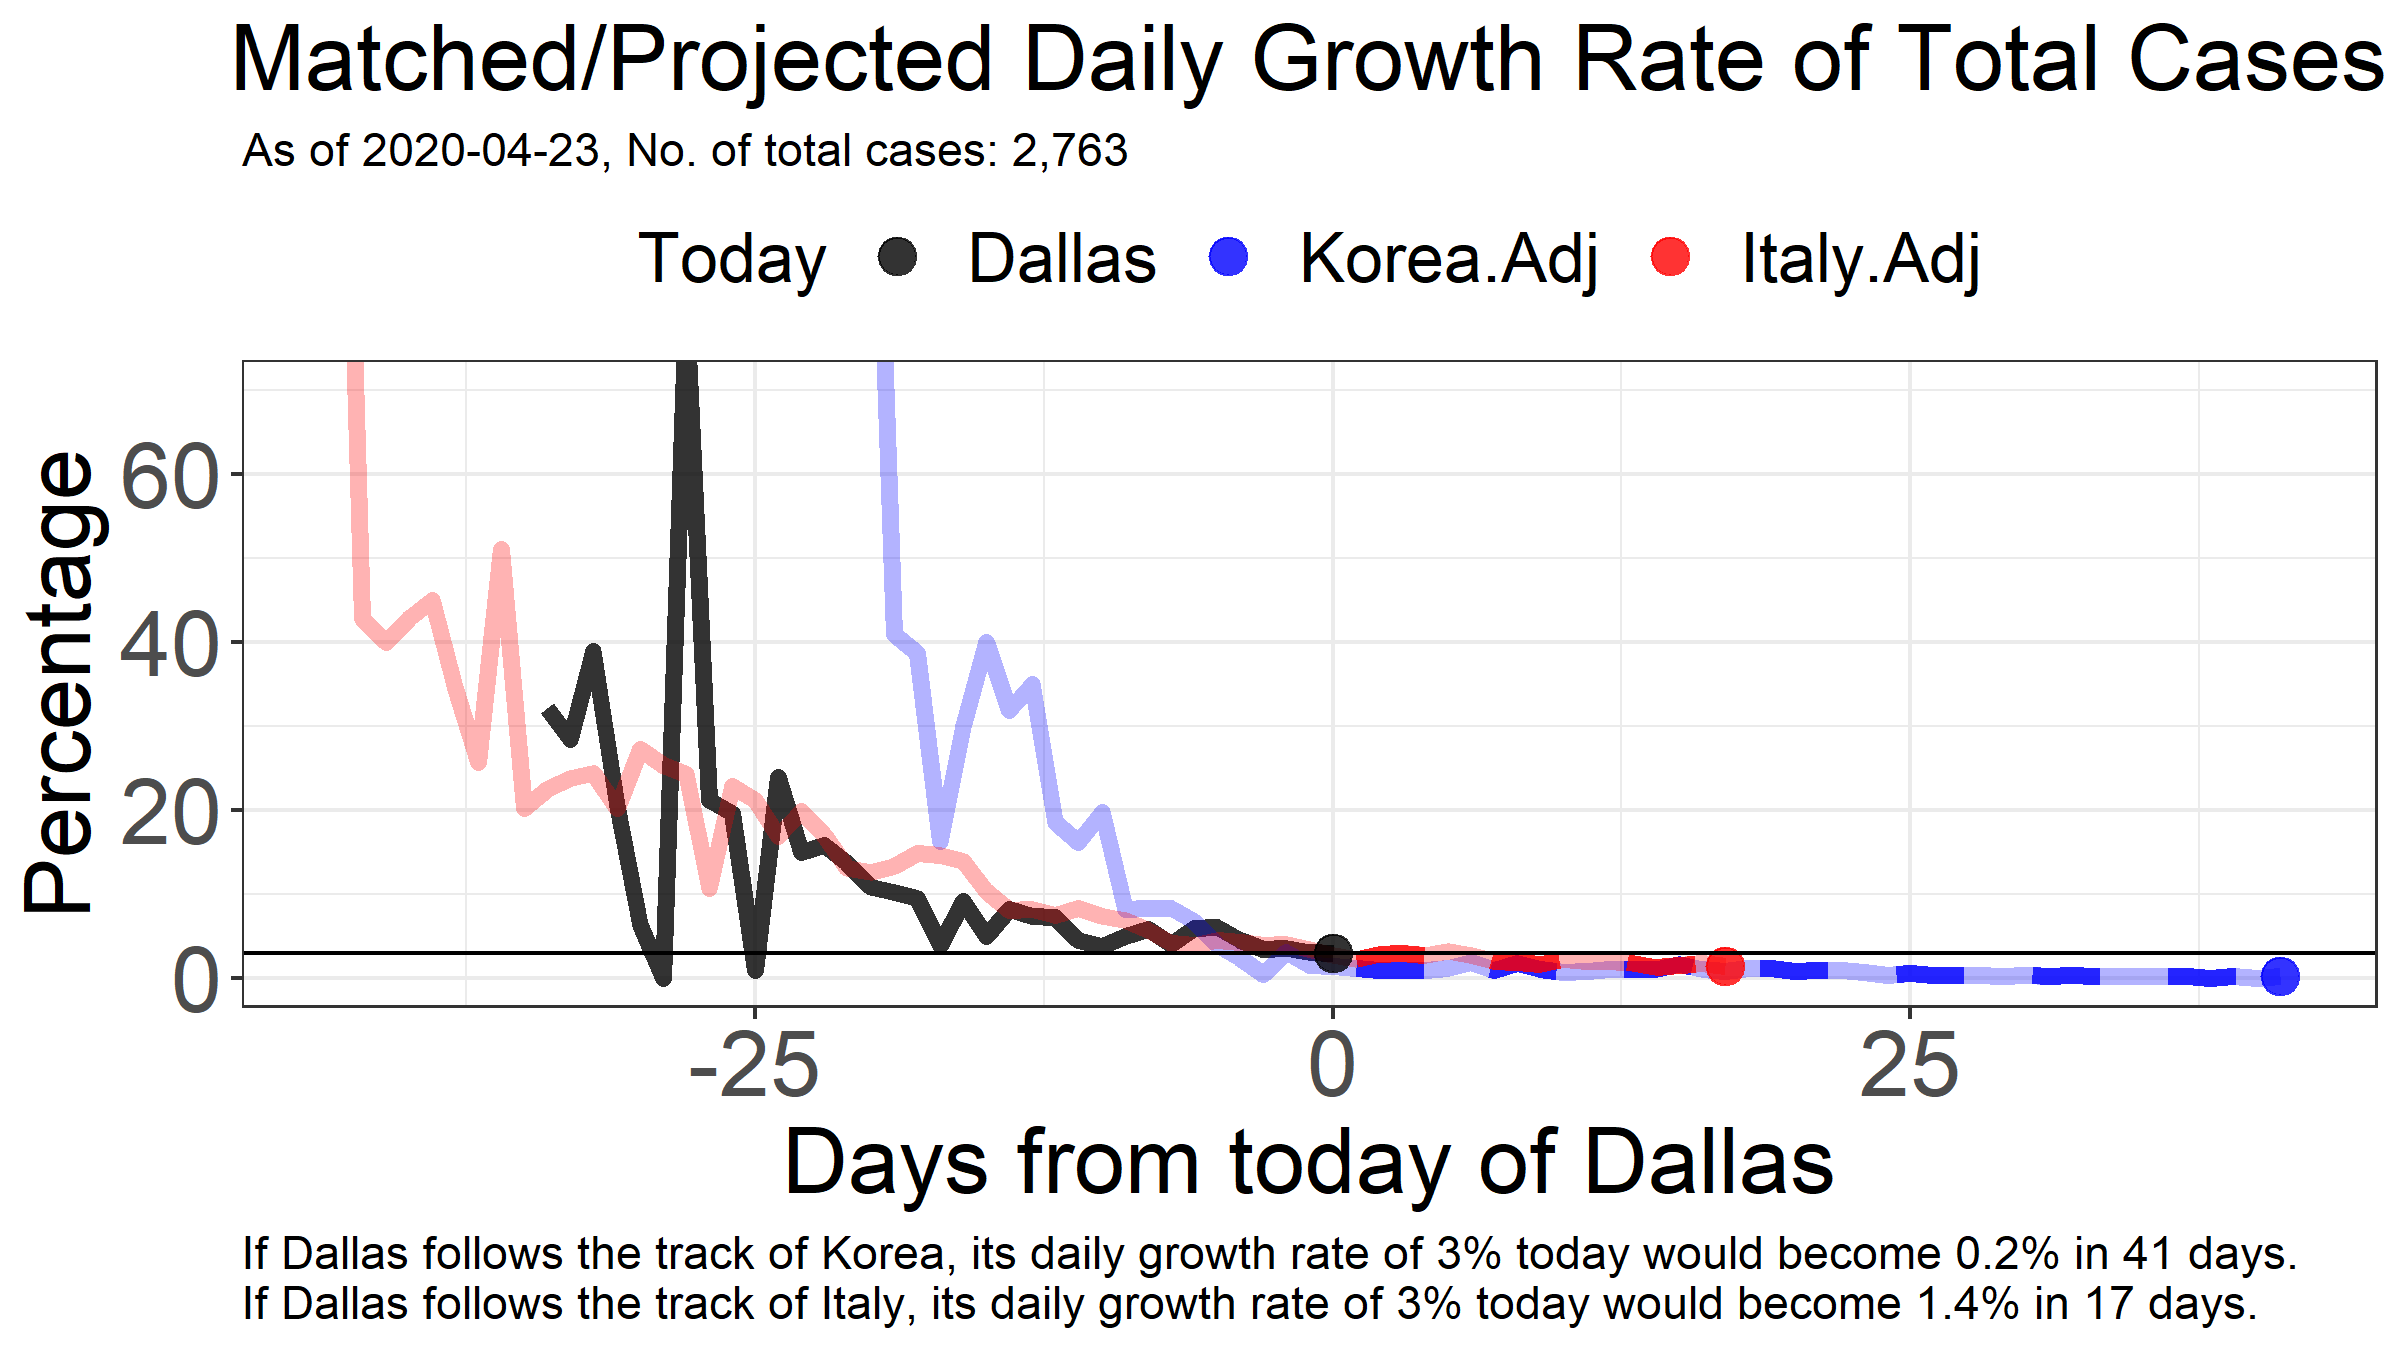 Matched/Projected Daily Growth Rate of Total Cases
As of 2020-04-23, No. of total cases: 2,763
Today Dallas Korea.Adj Italy.Adj
Percentage
60
40
20
0
-25 0 25
Days from today of Dallas
If Dallas follows the track of Korea, its daily growth rate of 3% today would become 0.2% in 41 days.
If Dallas follows the track of Italy, its daily growth rate of 3% today would become 1.4% in 17 days.